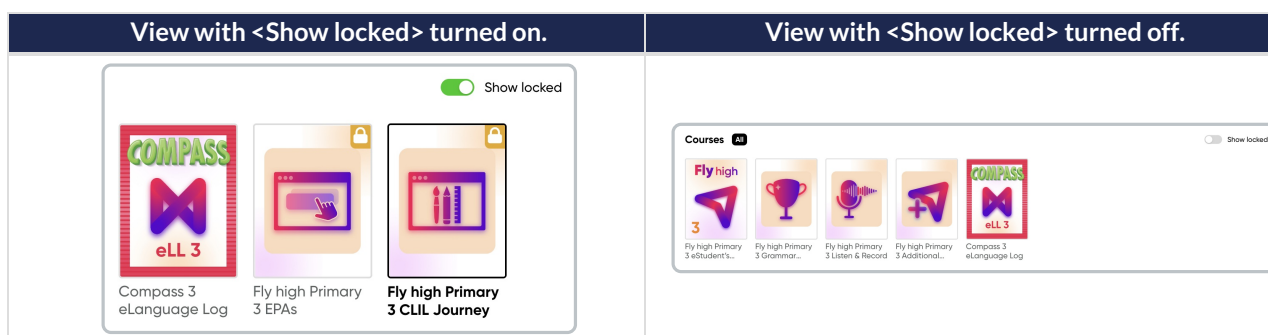 View with <Show locked> turned on.
View with <Show locked> turned off.
Show locked
COMPASS
eLL 3
Compass 3
eLanguage Log
Fly high Primary
3 EPAs
Fly high Primary
3 CLIL Journey
Courses All
Show locked
Fly high
3
Fly high Primary
3 eStudent's...
Fly high Primary
3 Grammar...
Fly high Primary
3 Listen & Record
Fly high Primary
3 Additional...
COMPASS
eLL 3
Compass 3
eLanguage Log